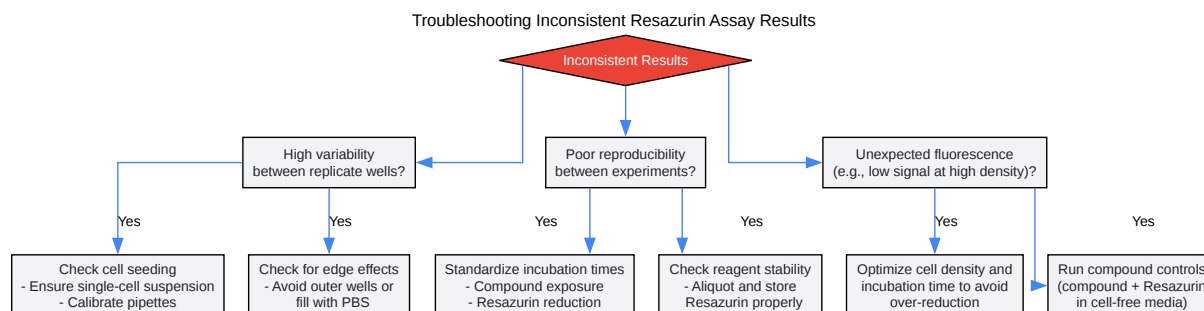 Troubleshooting Inconsistent Resazurin Assay Results
Inconsistent Results
High variability
between replicate wells?
Poor reproducibility
between experiments?
Unexpected fluorescence
(e.g., low signal at high density)?
Yes
Yes
Yes
Yes
Yes
Yes
Check cell seeding
- Ensure single-cell suspension
- Calibrate pipettes
Check for edge effects
- Avoid outer wells or
fill with PBS
Standardize incubation times
- Compound exposure
- Resazurin reduction
Check reagent stability
- Aliquot and store
Resazurin properly
Optimize cell density and
incubation time to avoid
over-reduction
Run compound controls
(compound + Resazurin
in cell-free media)